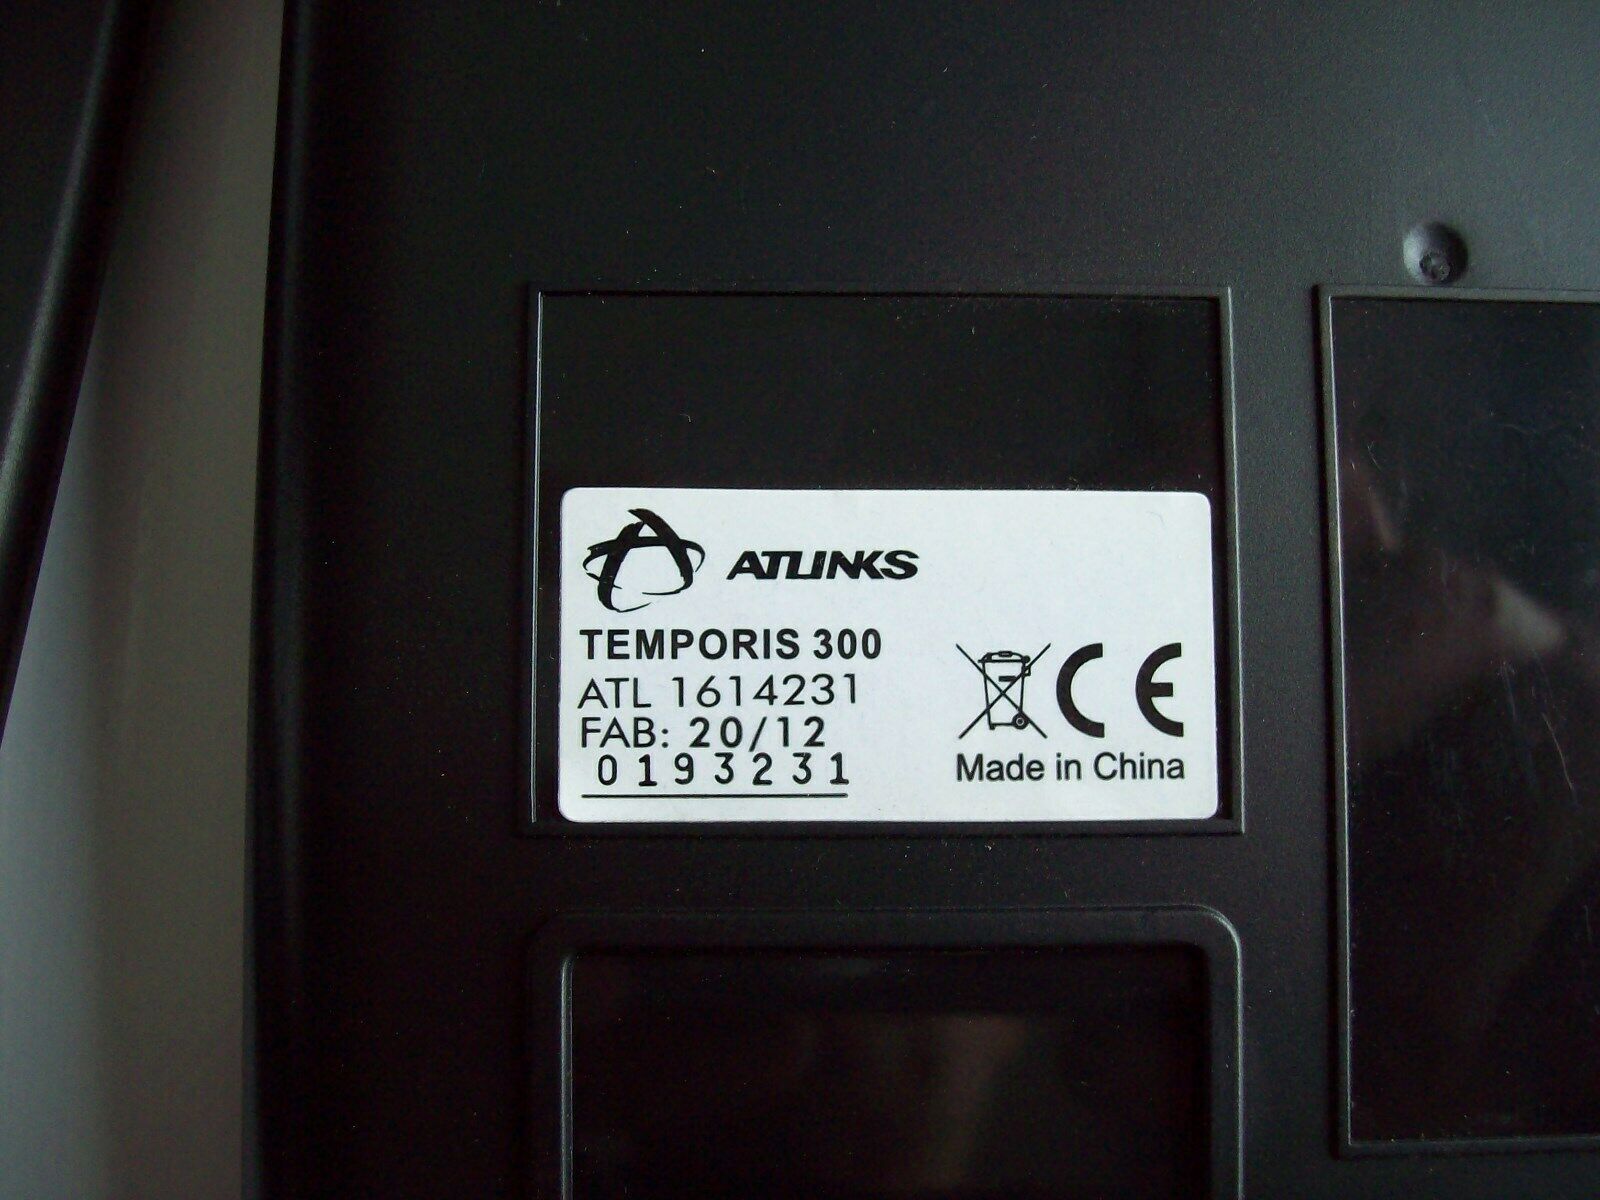 ATLINKS
TEMPORIS 300
ATL 1614231
FAB: 20/12
0193231
CE
Made in China